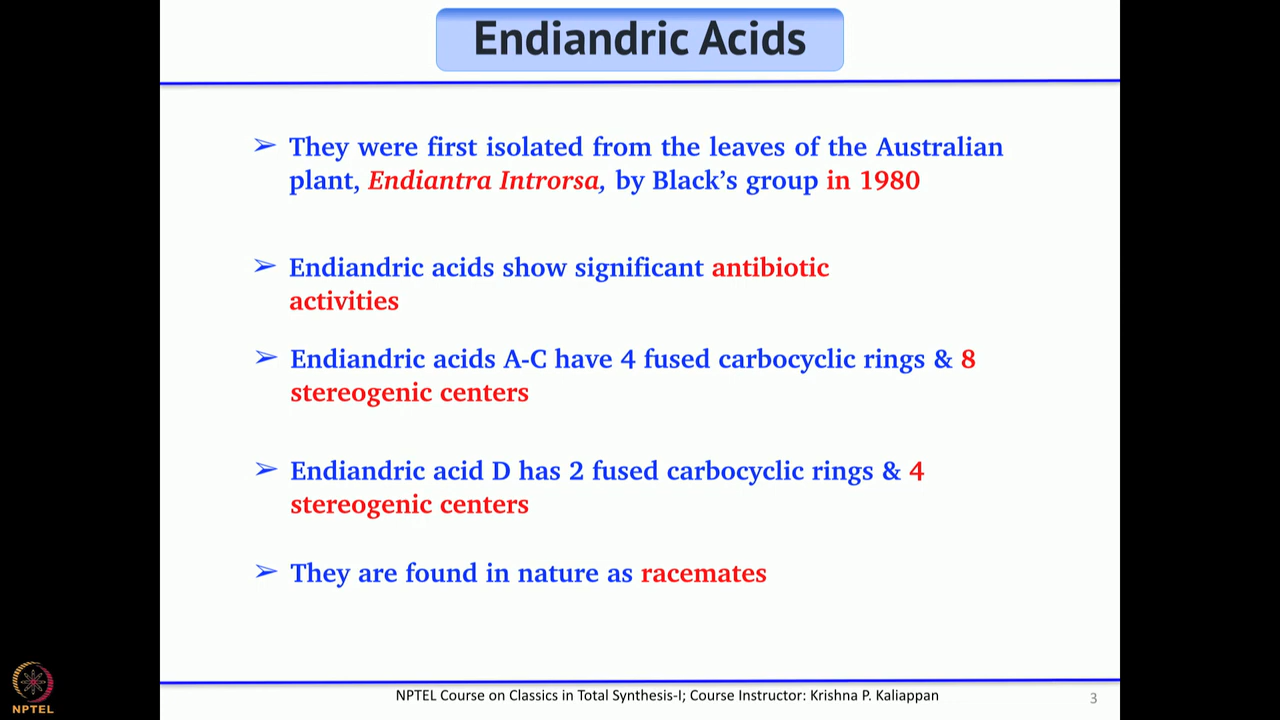 Endiandric Acids
➢ They were first isolated from the leaves of the Australian
plant, Endiantra Introrsa, by Black’s group in 1980
➢ Endiandric acids show significant antibiotic
activities
➢ Endiandric acids A-C have 4 fused carbocyclic rings & 8
stereogenic centers
➢ Endiandric acid D has 2 fused carbocyclic rings & 4
stereogenic centers
➢ They are found in nature as racemates
NPTEL Course on Classics in Total Synthesis-I; Course Instructor: Krishna P. Kaliappan
3
NPTEL